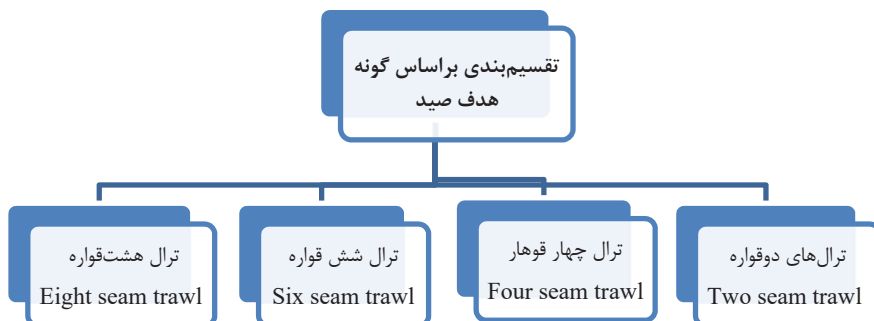 تقسیم‌بندی براساس گونه
هدف صید
ترال‌های دوقواره
Two seam trawl
ترال چهار قوهار
Four seam trawl
ترال شش قواره
Six seam trawl
ترال هشت‌قواره
Eight seam trawl